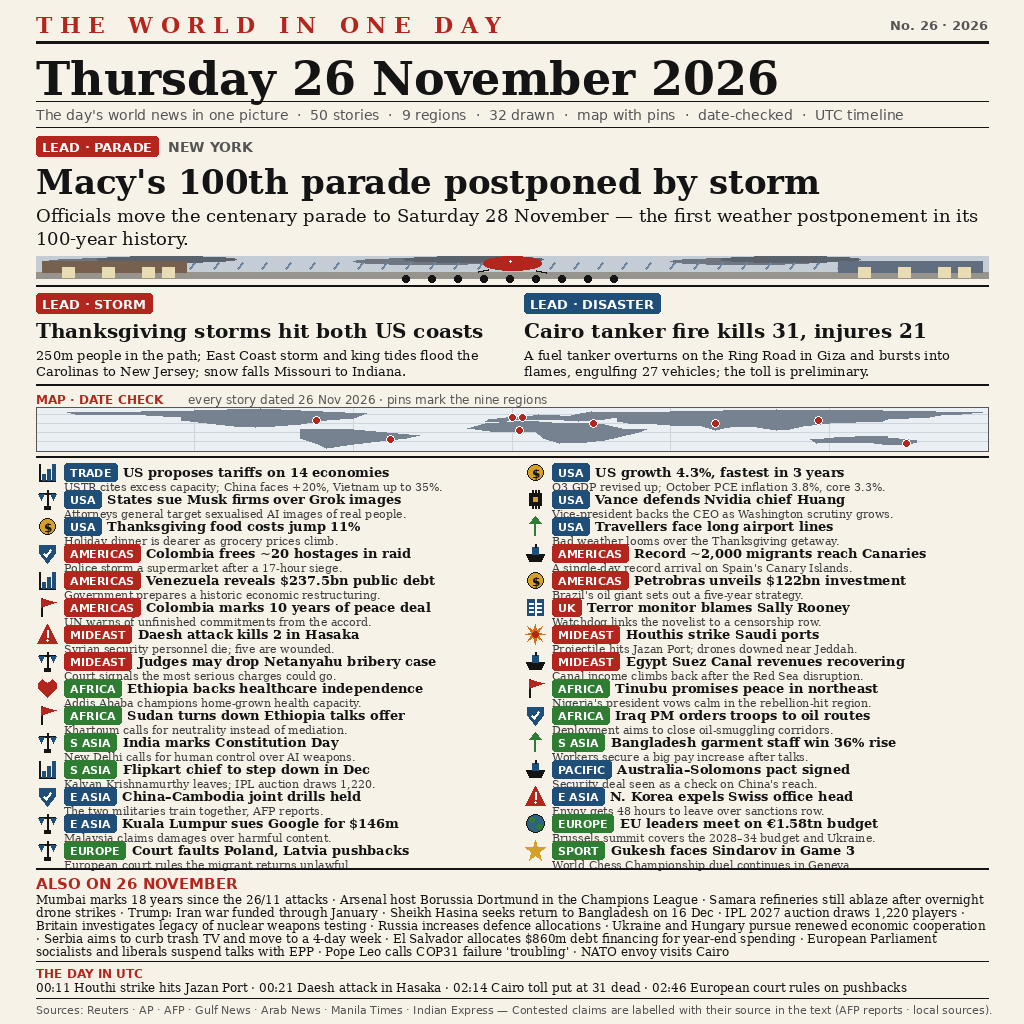 THE WORLD IN ONE DAY
No. 26 · 2026
Thursday 26 November 2026
The day's world news in one picture · 50 stories · 9 regions · 32 drawn · map with pins · date-checked · UTC timeline
LEAD · PARADE NEW YORK
Macy's 100th parade postponed by storm
Officials move the centenary parade to Saturday 28 November — the first weather postponement in its
100-year history.
LEAD · STORM
Thanksgiving storms hit both US coasts
250m people in the path; East Coast storm and king tides flood the
Carolinas to New Jersey; snow falls Missouri to Indiana.
LEAD · DISASTER
Cairo tanker fire kills 31, injures 21
A fuel tanker overturns on the Ring Road in Giza and bursts into
flames, engulfing 27 vehicles; the toll is preliminary.
MAP · DATE CHECK every story dated 26 Nov 2026 · pins mark the nine regions
TRADE US proposes tariffs on 14 economies
USTR cites excess capacity; China faces +20%, Vietnam up to 35%.
USA US growth 4.3%, fastest in 3 years
Q3 GDP revised up; October PCE inflation 3.8%, core 3.3%.
USA States sue Musk firms over Grok images
Attorneys general target sexualised AI images of real people.
USA Vance defends Nvidia chief Huang
Vice-president backs the CEO as Washington scrutiny grows.
USA Thanksgiving food costs jump 11%
Holiday dinner is dearer as grocery prices climb.
USA Travellers face long airport lines
Bad weather looms over the Thanksgiving getaway.
AMERICAS Colombia frees ~20 hostages in raid
Police storm a supermarket after a 17-hour siege.
AMERICAS Record ~2,000 migrants reach Canaries
A single-day record arrival on Spain's Canary Islands.
AMERICAS Venezuela reveals $237.5bn public debt
Government prepares a historic economic restructuring.
AMERICAS Petrobras unveils $122bn investment
Brazil's oil giant sets out a five-year strategy.
AMERICAS Colombia marks 10 years of peace deal
UN warns of unfinished commitments from the accord.
UK Terror monitor blames Sally Rooney
Watchdog links the novelist to a censorship row.
MIDEAST Daesh attack kills 2 in Hasaka
Syrian security personnel die; five are wounded.
MIDEAST Houthis strike Saudi ports
Projectile hits Jazan Port; drones downed near Jeddah.
MIDEAST Judges may drop Netanyahu bribery case
Court signals the most serious charges could go.
MIDEAST Egypt Suez Canal revenues recovering
Canal income climbs back after the Red Sea disruption.
AFRICA Ethiopia backs healthcare independence
Addis Ababa champions home-grown health capacity.
AFRICA Tinubu promises peace in northeast
Nigeria's president vows calm in the rebellion-hit region.
AFRICA Sudan turns down Ethiopia talks offer
Khartoum calls for neutrality instead of mediation.
AFRICA Iraq PM orders troops to oil routes
Deployment aims to close oil-smuggling corridors.
S ASIA India marks Constitution Day
New Delhi calls for human control over AI weapons.
S ASIA Bangladesh garment staff win 36% rise
Workers secure a big pay increase after talks.
S ASIA Flipkart chief to step down in Dec
Kalyan Krishnamurthy leaves; IPL auction draws 1,220.
PACIFIC Australia–Solomons pact signed
Security deal seen as a check on China's reach.
E ASIA China–Cambodia joint drills held
The two militaries train together, AFP reports.
E ASIA N. Korea expels Swiss office head
Envoy gets 48 hours to leave over sanctions row.
E ASIA Kuala Lumpur sues Google for $146m
Malaysia claims damages over harmful content.
EUROPE EU leaders meet on €1.58tn budget
Brussels summit covers the 2028–34 budget and Ukraine.
EUROPE Court faults Poland, Latvia pushbacks
European court rules the migrant returns unlawful.
SPORT Gukesh faces Sindarov in Game 3
World Chess Championship duel continues in Geneva.
ALSO ON 26 NOVEMBER
Mumbai marks 18 years since the 26/11 attacks · Arsenal host Borussia Dortmund in the Champions League · Samara refineries still ablaze after overnight
drone strikes · Trump: Iran war funded through January · Sheikh Hasina seeks return to Bangladesh on 16 Dec · IPL 2027 auction draws 1,220 players ·
Britain investigates legacy of nuclear weapons testing · Russia increases defence allocations · Ukraine and Hungary pursue renewed economic cooperation
· Serbia aims to curb trash TV and move to a 4-day week · El Salvador allocates $860m debt financing for year-end spending · European Parliament
socialists and liberals suspend talks with EPP · Pope Leo calls COP31 failure 'troubling' · NATO envoy visits Cairo
THE DAY IN UTC
00:11 Houthi strike hits Jazan Port · 00:21 Daesh attack in Hasaka · 02:14 Cairo toll put at 31 dead · 02:46 European court rules on pushbacks
Sources: Reuters · AP · AFP · Gulf News · Arab News · Manila Times · Indian Express — Contested claims are labelled with their source in the text (AFP reports · local sources).